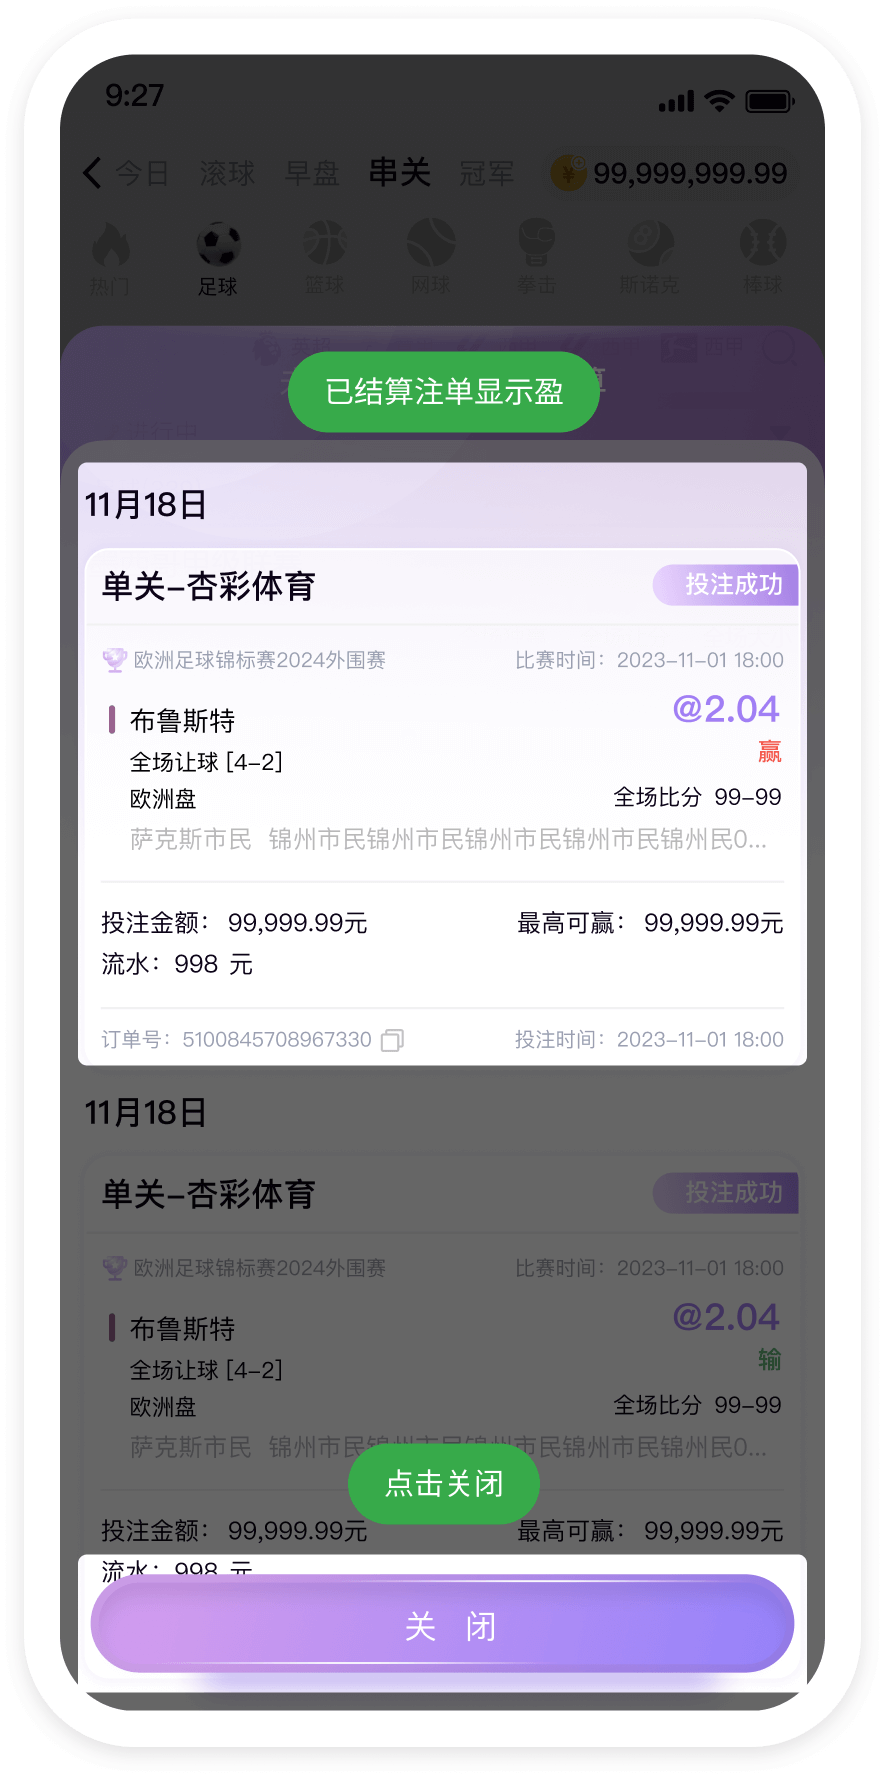 9:27
今日 滚球 早盘 串关 冠军 ¥ 99,999,999.99
热门 足球 篮球 网球 拳击 斯诺克 棒球
西甲
已结算注单显示盈
算
进行中
11月18日
单关-杏彩体育 投注成功
欧洲足球锦标赛2024外围赛 比赛时间: 2023-11-01 18:00
布鲁斯特 @2.04
赢
全场让球 [4-2]
欧洲盘 全场比分 99-99
萨克斯市民 锦州市民锦州市民锦州市民锦州市民锦州民0...
投注金额: 99,999.99元 最高可赢: 99,999.99元
流水: 998 元
订单号: 5100845708967330 投注时间: 2023-11-01 18:00
11月18日
单关-杏彩体育 投注成功
欧洲足球锦标赛2024外围赛 比赛时间: 2023-11-01 18:00
布鲁斯特 @2.04
输
全场让球 [4-2]
欧洲盘 全场比分 99-99
萨克斯市民 锦州市民锦州市民锦州市民锦州市民锦州民0...
点击关闭
投注金额: 99,999.99元 最高可赢: 99,999.99元
流水: 998 元
关 闭